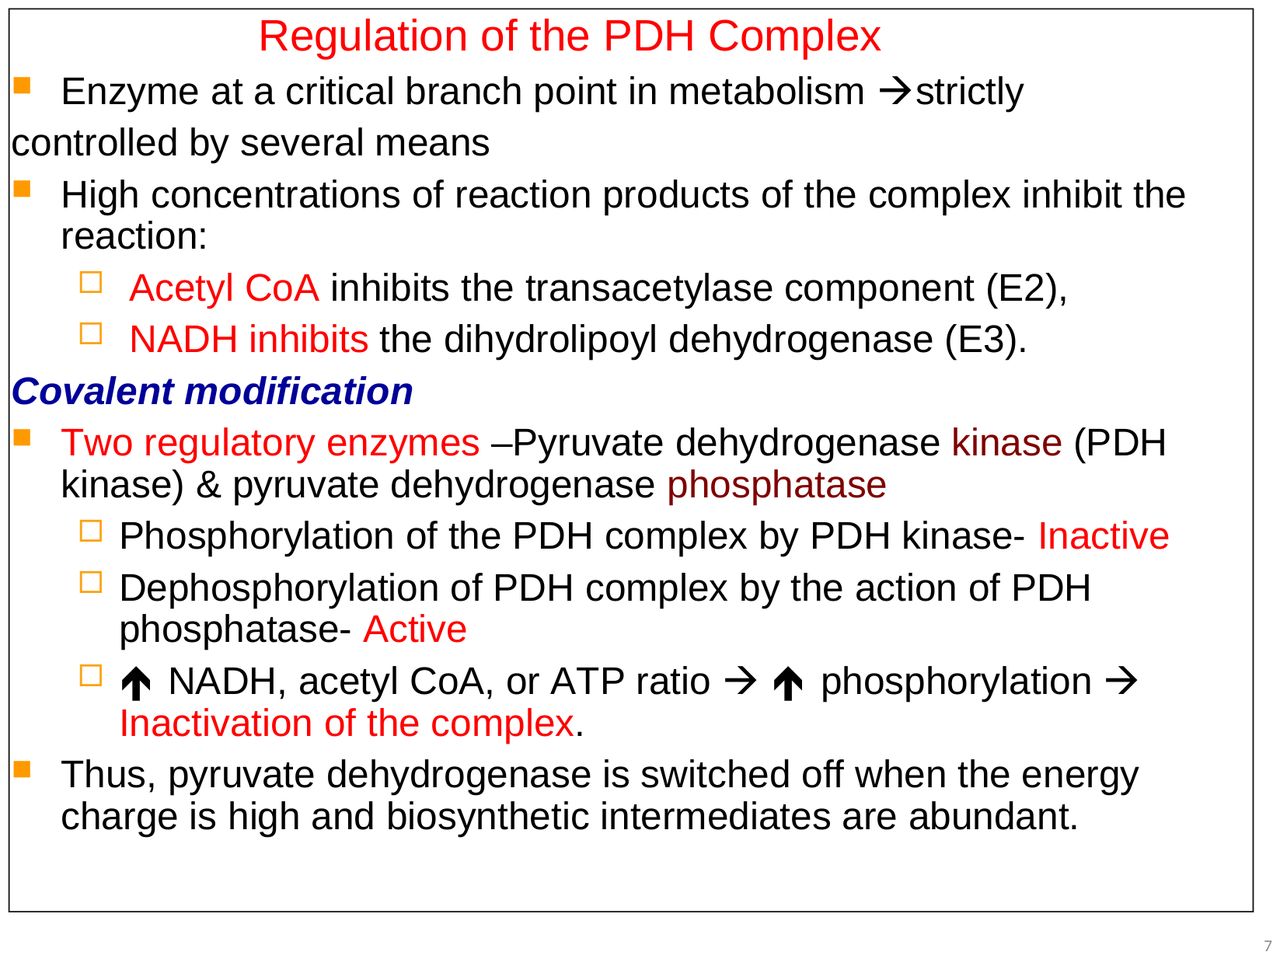 Regulation of the PDH Complex
■ Enzyme at a critical branch point in metabolism →strictly
controlled by several means
■ High concentrations of reaction products of the complex inhibit the
reaction:
□ Acetyl CoA inhibits the transacetylase component (E2),
□ NADH inhibits the dihydrolipoyl dehydrogenase (E3).
Covalent modification
■ Two regulatory enzymes –Pyruvate dehydrogenase kinase (PDH
kinase) & pyruvate dehydrogenase phosphatase
□ Phosphorylation of the PDH complex by PDH kinase- Inactive
□ Dephosphorylation of PDH complex by the action of PDH
phosphatase- Active
□ 🡹 NADH, acetyl CoA, or ATP ratio → 🡹 phosphorylation →
Inactivation of the complex.
■ Thus, pyruvate dehydrogenase is switched off when the energy
charge is high and biosynthetic intermediates are abundant.
7